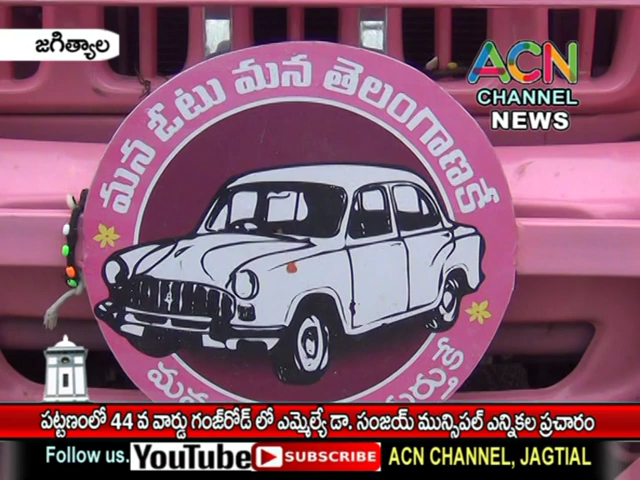 జగిత్యాల
ACN
CHANNEL
NEWS
మన ఓటు మన తెలంగాణకే
మన
పట్టణంలో 44 వ వార్డు గంజ్‌రోడ్ లో ఎమ్మెల్యే డా. సంజయ్ మున్సిపల్ ఎన్నికల ప్రచారం
Follow us. YouTube SUBSCRIBE ACN CHANNEL, JAGTIAL